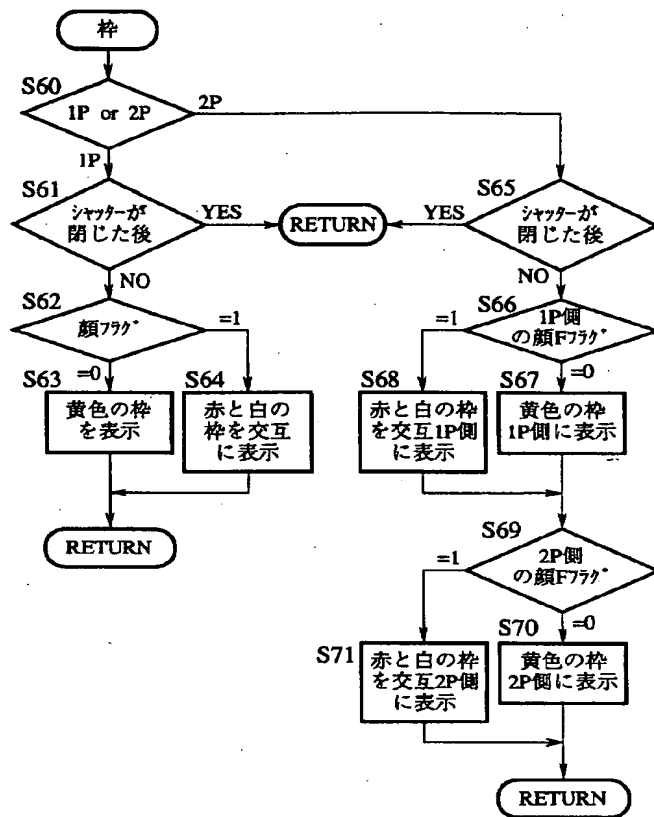 枠
S60
1P or 2P
2P
1P
S61
シャッターが
閉じた後
YES
RETURN
YES
S65
シャッターが
閉じた後
NO
NO
S62
顔フラグ
=1
=0
S66
1P側
の顔Fフラグ
=1
=0
S63
黄色の枠
を表示
S64
赤と白の
枠を交互
に表示
S68
赤と白の枠
を交互1P側
に表示
S67
黄色の枠
1P側に表示
RETURN
S69
2P側
の顔Fフラグ
=1
=0
S71
赤と白の枠
を交互2P側
に表示
S70
黄色の枠
2P側に表示
RETURN